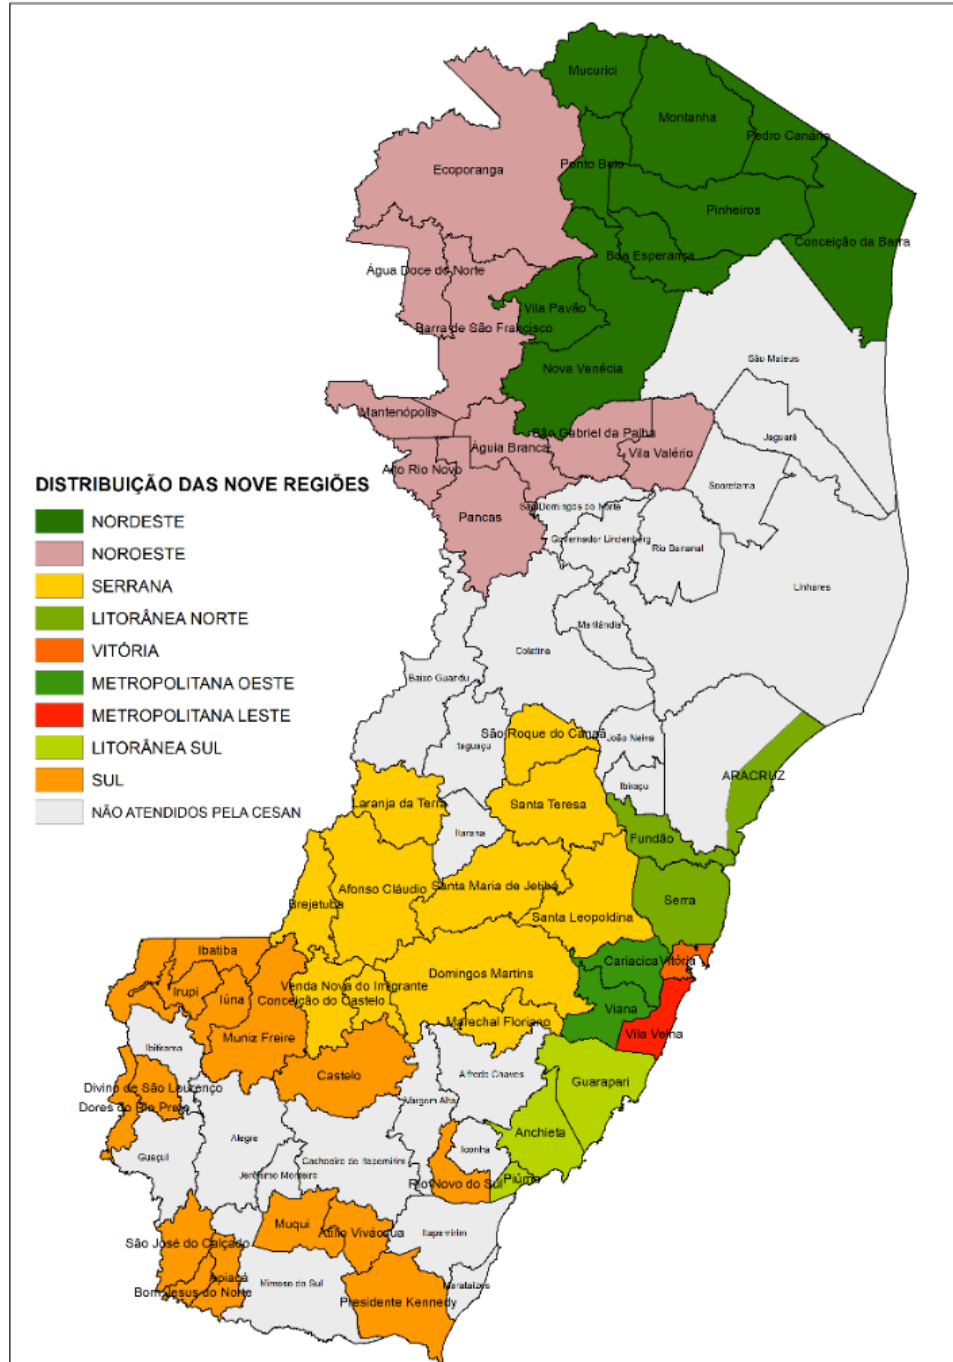 Mucurici
Montanha
Pedro Canário
Ponto Belo
Ecoporanga
Pinheiros
Conceição da Barra
Boa Esperança
Água Doce do Norte
Vila Pavão
Barra de São Francisco
São Mateus
Nova Venécia
Mantenópolis
São Gabriel da Palha
Jaguaré
Águia Branca
Vila Valério
Alto Rio Novo
Sooretama
DISTRIBUIÇÃO DAS NOVE REGIÕES
NORDESTE
NOROESTE
SERRANA
LITORÂNEA NORTE
VITÓRIA
METROPOLITANA OESTE
METROPOLITANA LESTE
LITORÂNEA SUL
SUL
NÃO ATENDIDOS PELA CESAN
São Domingos do Norte
Pancas
Governador Lindenberg
Rio Bananal
Linhares
Marilândia
Colatina
Baixo Guandu
São Roque do Canaã
João Neiva
Itaguaçu
ARACRUZ
Ibiraçu
Laranja da Terra
Santa Teresa
Itarana
Fundão
Afonso Cláudio
Santa Maria de Jetibá
Brejetuba
Serra
Santa Leopoldina
Ibatiba
Cariacica
Vitória
Domingos Martins
Venda Nova do Imigrante
Irupi
Iúna
Conceição do Castelo
Viana
Marechal Floriano
Vila Velha
Muniz Freire
Ibitirama
Castelo
Alfredo Chaves
Guarapari
Divino de São Lourenço
Vargem Alta
Dores do Rio Preto
Anchieta
Alegre
Iconha
Guaçuí
Cachoeiro de Itapemirim
Jerônimo Monteiro
Rio Novo do Sul
Piúma
Muqui
Atílio Vivácqua
Itapemirim
São José do Calçado
Apiacá
Mimoso do Sul
Marataízes
Bom Jesus do Norte
Presidente Kennedy